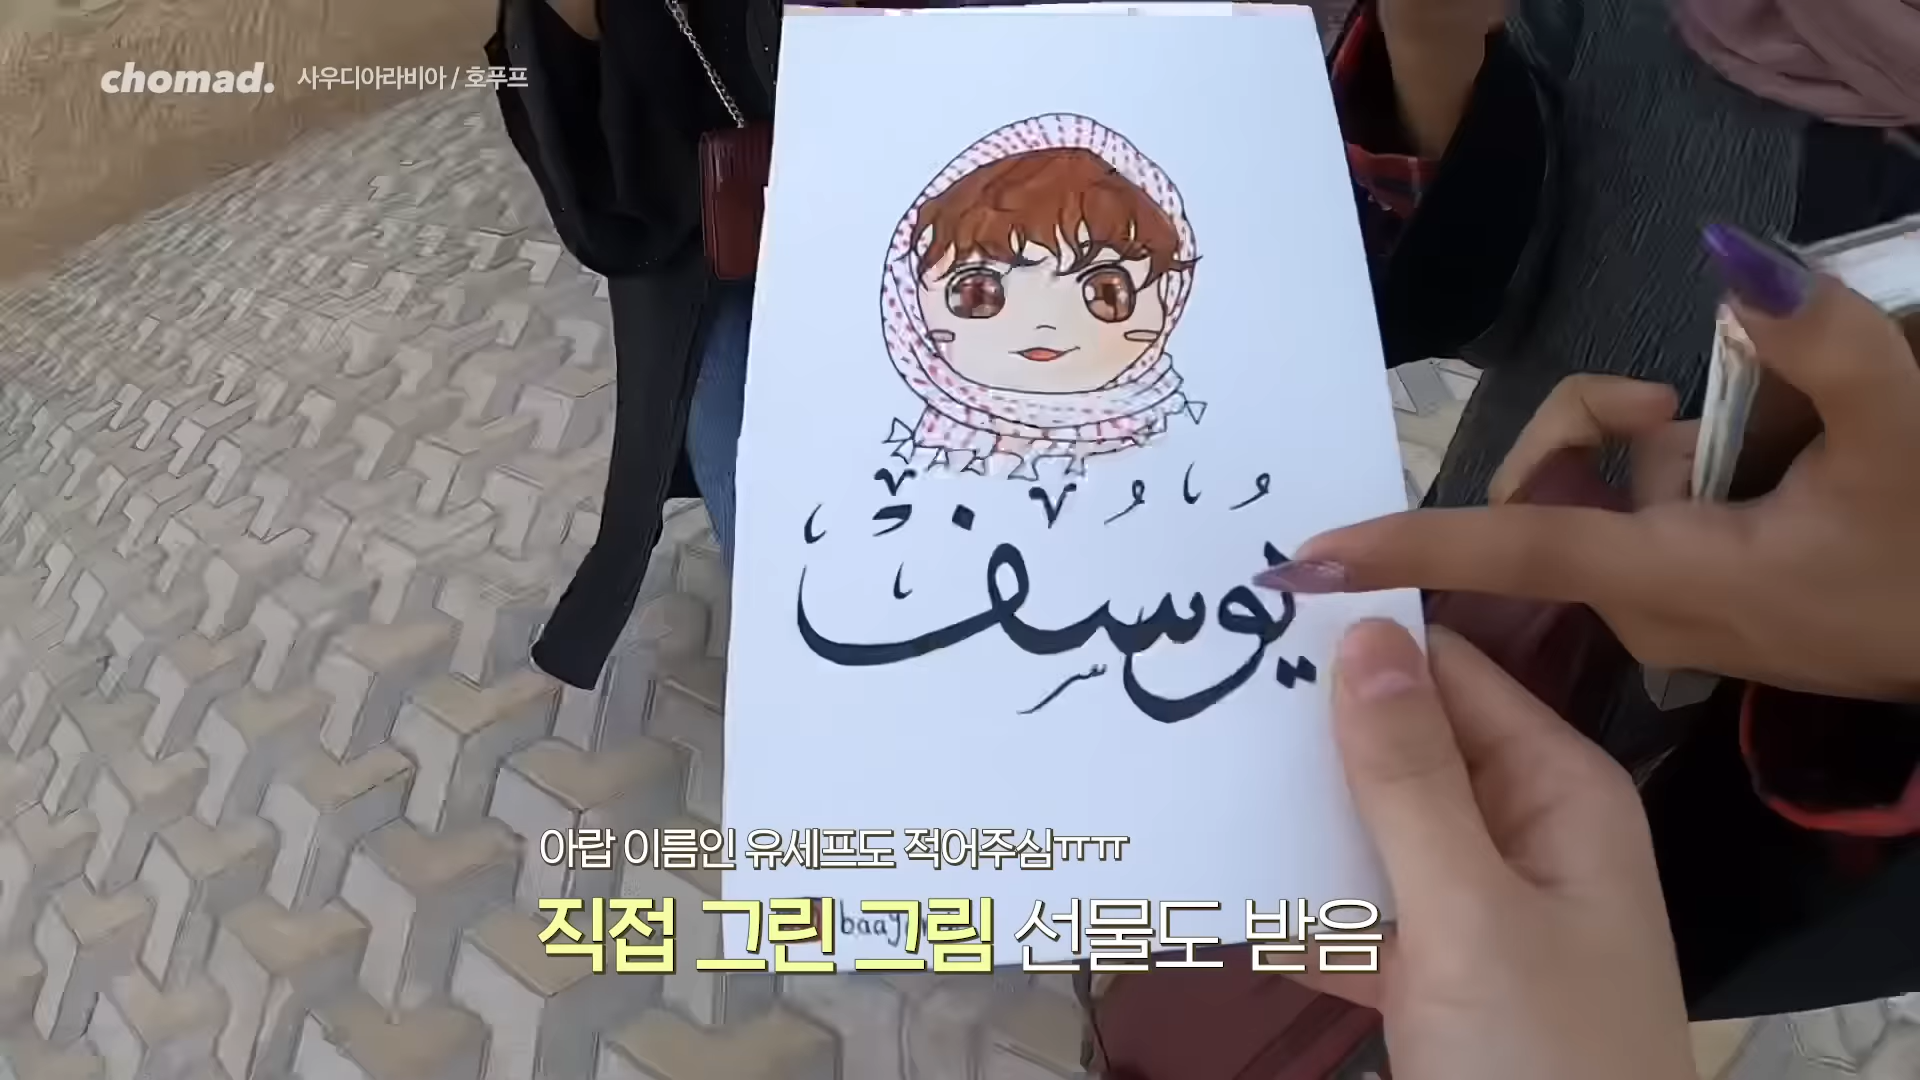 chomad. 사우디아라비아 / 호푸프
يُوسف
아랍 이름인 유세프도 적어주심ㅠㅠ
직접 그린 그림 선물도 받음